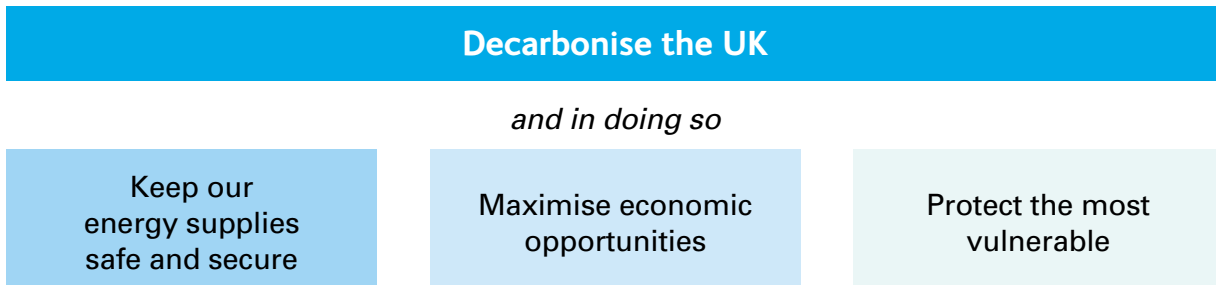 Decarbonise the UK
and in doing so
Keep our
energy supplies
safe and secure
Maximise economic
opportunities
Protect the most
vulnerable